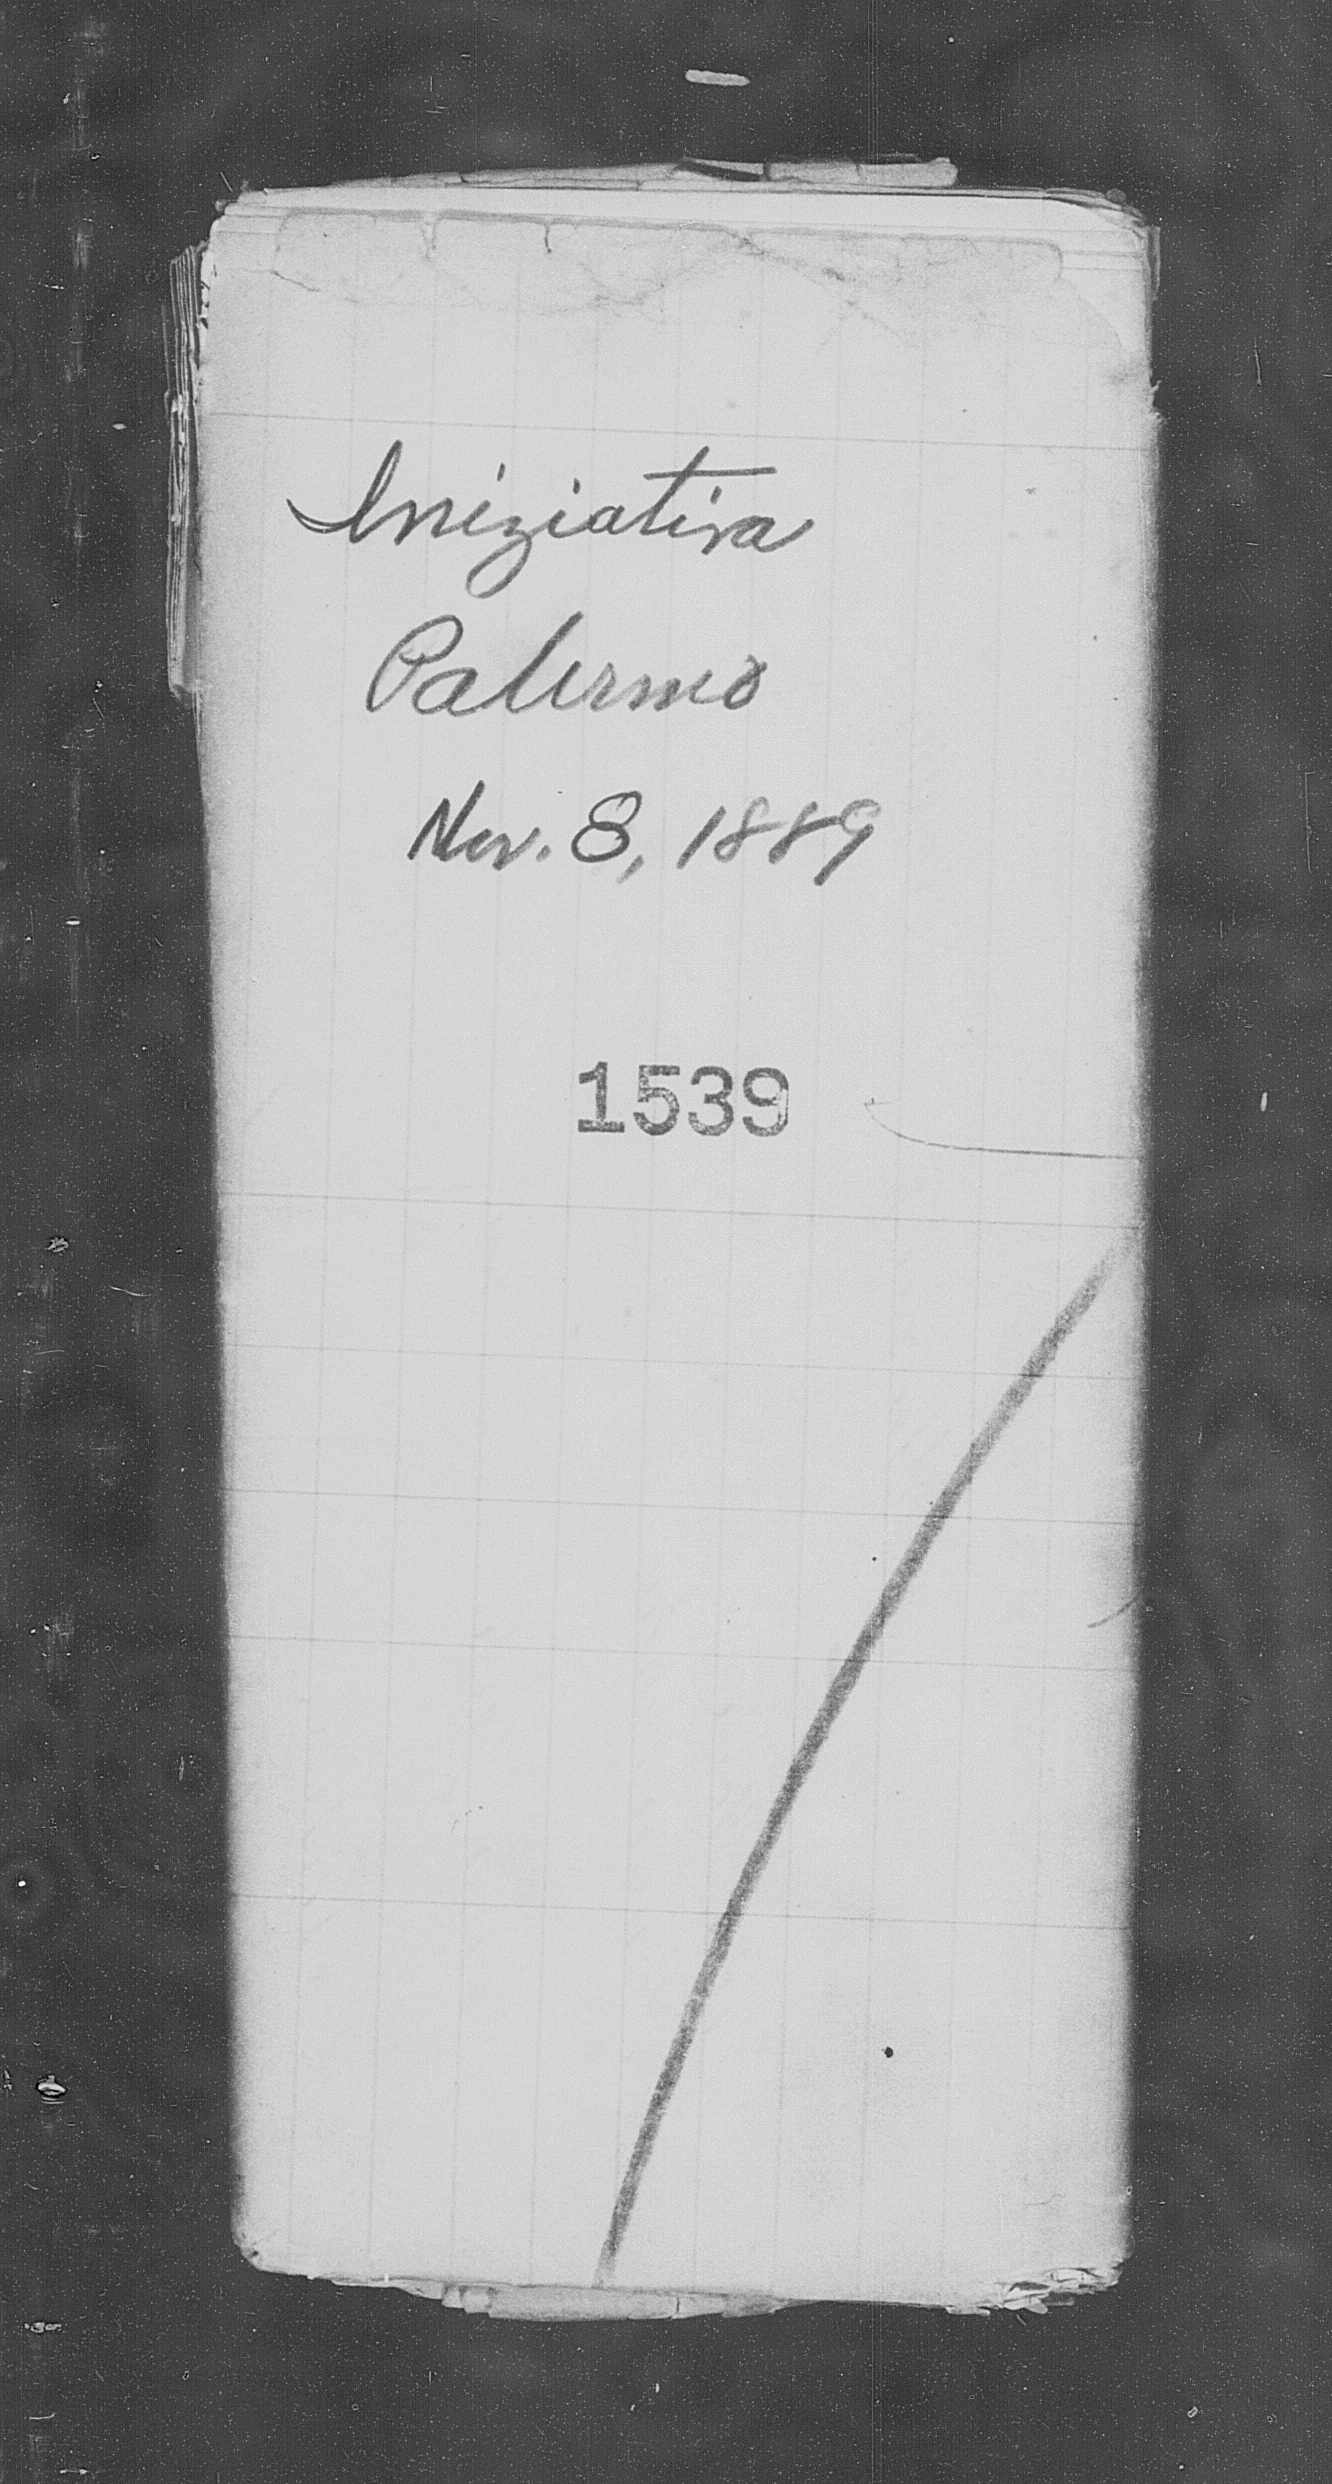 Iniziativa
Palermo
Nov. 8, 1889
1539